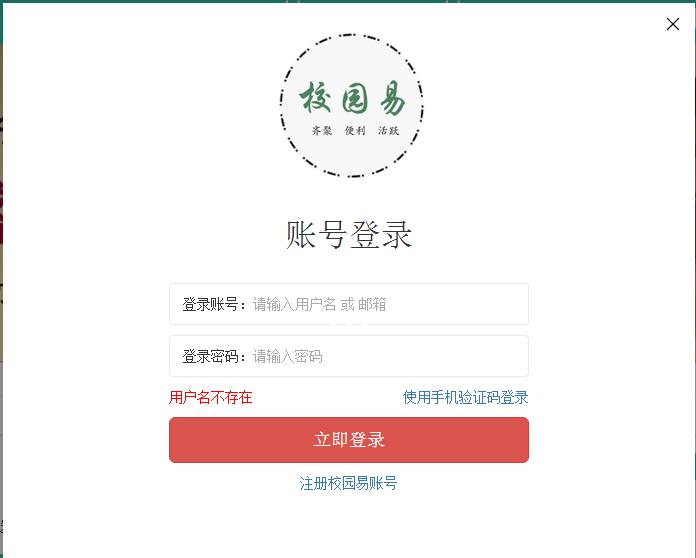 校园易
齐聚 便利 活跃
账号登录
登录账号：请输入用户名 或 邮箱
登录密码：请输入密码
用户名不存在 使用手机验证码登录
立即登录
注册校园易账号